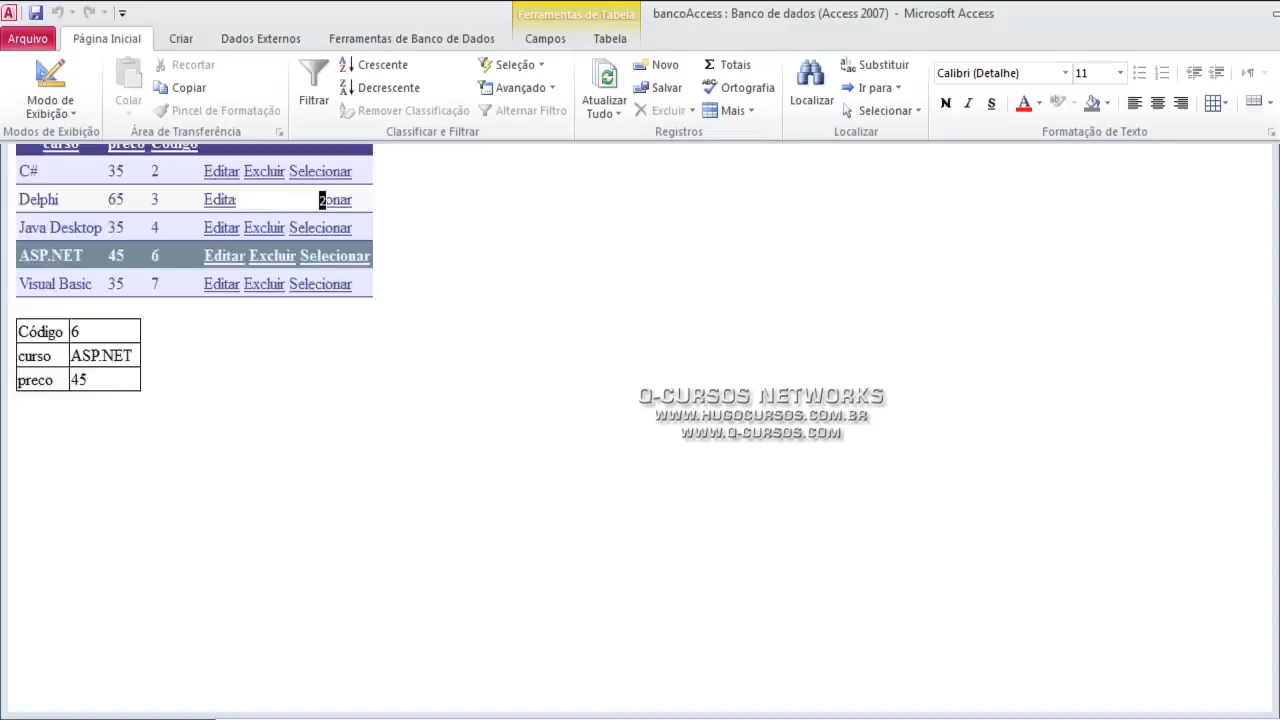 Ferramentas de Tabela
bancoAccess : Banco de dados (Access 2007) - Microsoft Access
Arquivo Página Inicial Criar Dados Externos Ferramentas de Banco de Dados Campos Tabela
Modo de Exibição
Modos de Exibição
Colar
Recortar
Copiar
Pincel de Formatação
Área de Transferência
Filtrar
Crescente
Decrescente
Remover Classificação
Seleção
Avançado
Alternar Filtro
Classificar e Filtrar
Atualizar Tudo
Novo
Salvar
Excluir
Totais
Ortografia
Mais
Registros
Localizar
Substituir
Ir para
Selecionar
Localizar
Calibri (Detalhe) 11
N I S A
Formatação de Texto
curso preco Código
C# 35 2 Editar Excluir Selecionar
Delphi 65 3 Edita 2 onar
Java Desktop 35 4 Editar Excluir Selecionar
ASP.NET 45 6 Editar Excluir Selecionar
Visual Basic 35 7 Editar Excluir Selecionar
Código 6
curso ASP.NET
preco 45
Q-CURSOS NETWORKS
WWW.HUGOCURSOS.COM.BR
WWW.Q-CURSOS.COM